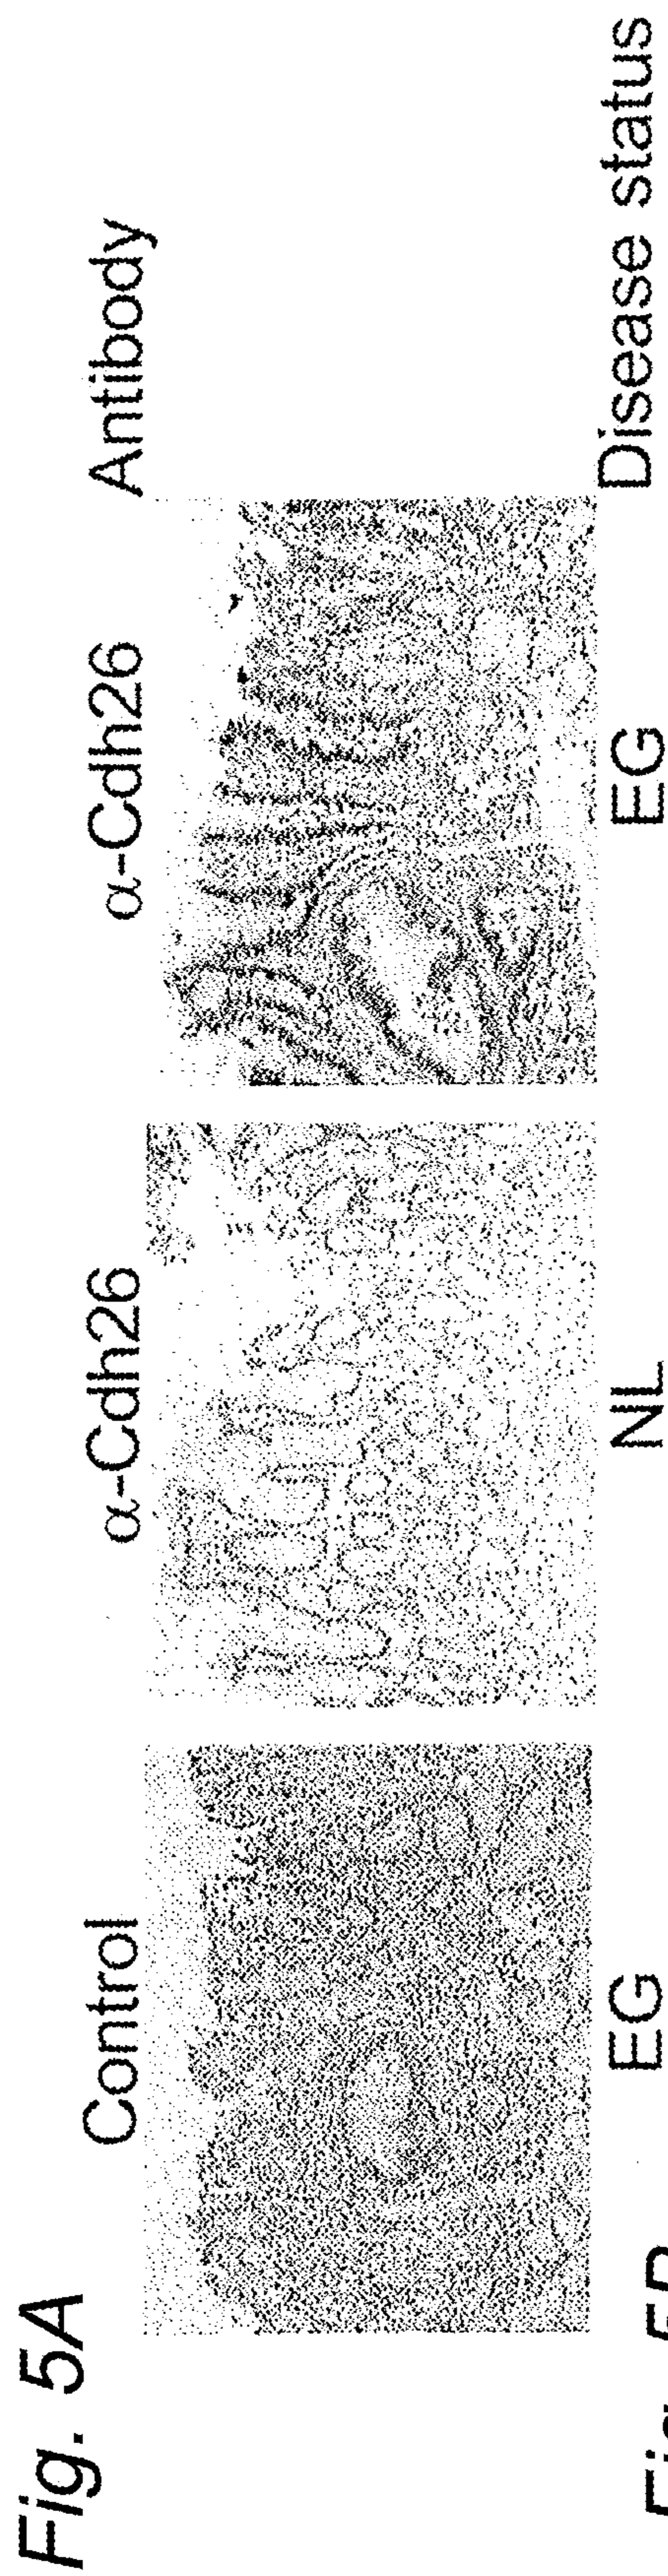 Fig. 5A
Control α-Cdh26 α-Cdh26 Antibody
EG NL EG Disease status